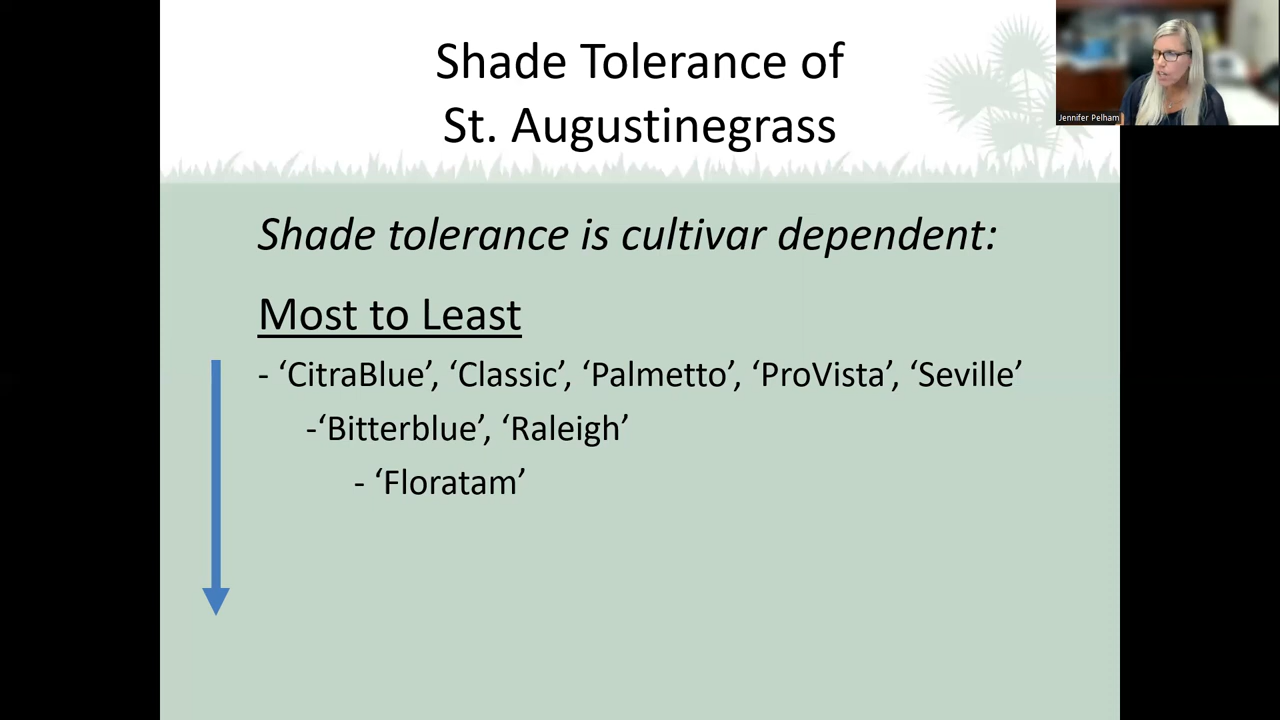 Shade Tolerance of
St. Augustinegrass
Jennifer Pelham
Shade tolerance is cultivar dependent:
Most to Least
- ‘CitraBlue’, ‘Classic’, ‘Palmetto’, ‘ProVista’, ‘Seville’
-‘Bitterblue’, ‘Raleigh’
- ‘Floratam’